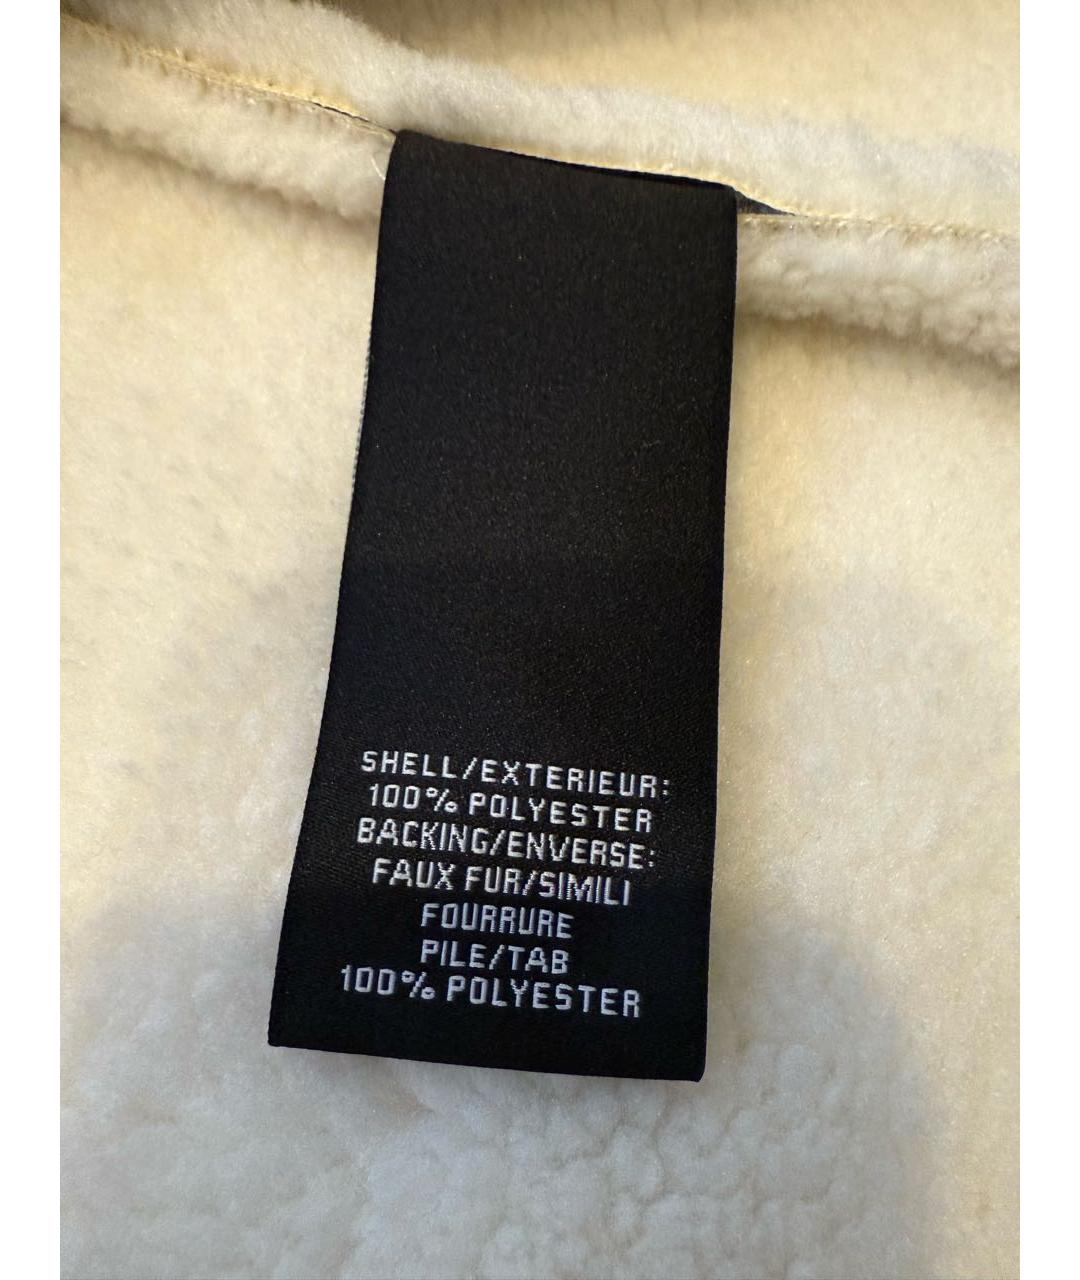 SHELL/EXTERIEUR:
100% POLYESTER
BACKING/ENVERSE:
FAUX FUR/SIMILI
FOURRURE
PILE/TAB
100% POLYESTER